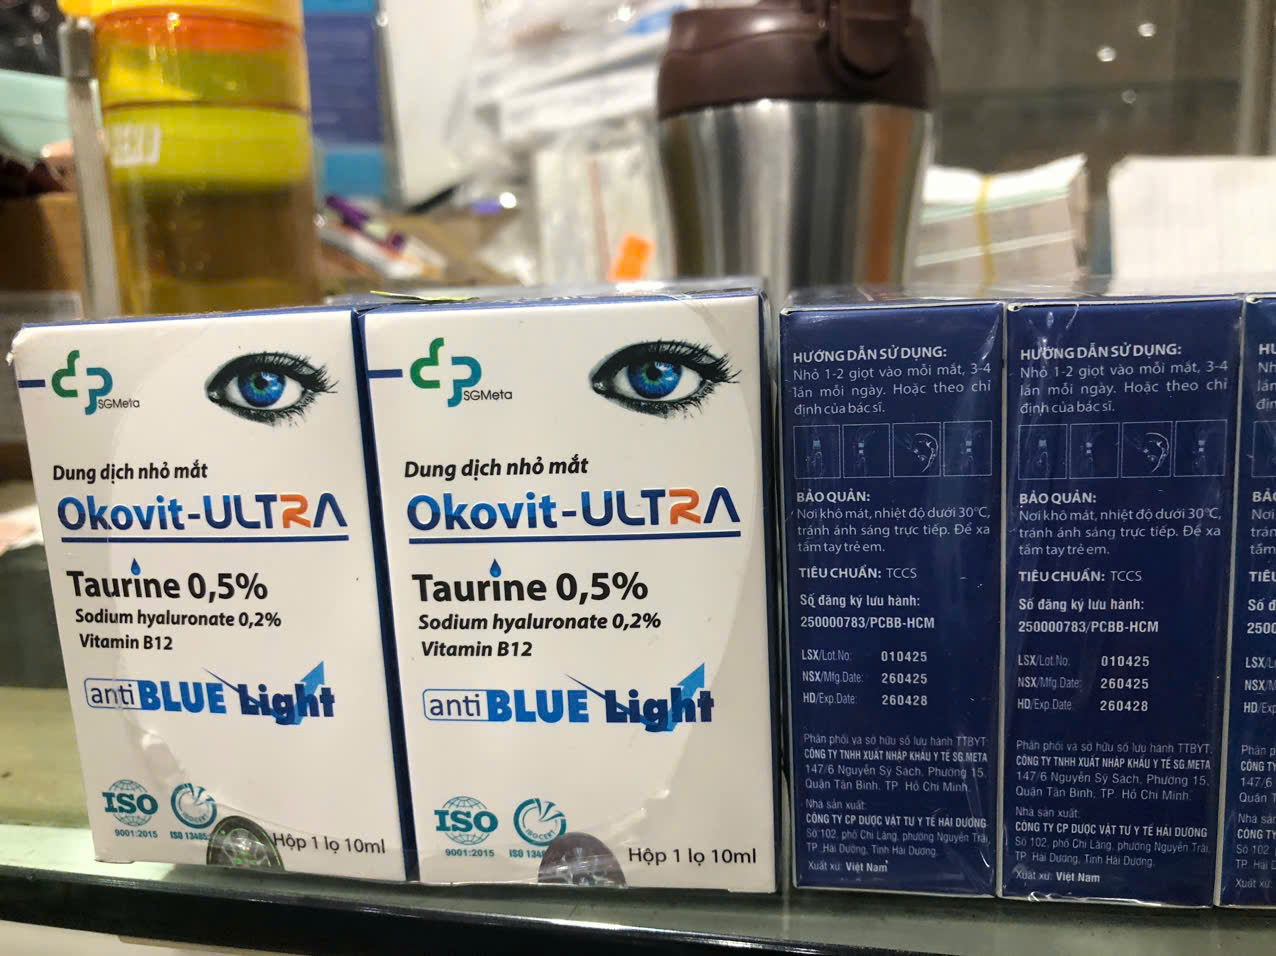 SGMeta
Dung dịch nhỏ mắt
Okovit-ULTRA
Taurine 0,5%
Sodium hyaluronate 0,2%
Vitamin B12
anti BLUE Light
ISO
9001:2015
ISO 13485:
Hộp 1 lọ 10ml
SGMeta
Dung dịch nhỏ mắt
Okovit-ULTRA
Taurine 0,5%
Sodium hyaluronate 0,2%
Vitamin B12
anti BLUE Light
ISO
9001:2015
ISOCERT
ISO 134
Hộp 1 lọ 10ml
HƯỚNG DẪN SỬ DỤNG:
Nhỏ 1-2 giọt vào mỗi mắt, 3-4
lần mỗi ngày. Hoặc theo chỉ
định của bác sĩ.
BẢO QUẢN:
Nơi khô mát, nhiệt độ dưới 30°C,
tránh ánh sáng trực tiếp. Để xa
tầm tay trẻ em.
TIÊU CHUẨN: TCCS
Số đăng ký lưu hành:
250000783/PCBB-HCM
LSX/Lot.No: 010425
NSX/Mfg.Date: 260425
HD/Exp.Date: 260428
Phân phối và sở hữu số lưu hành TTBYT:
CÔNG TY TNHH XUẤT NHẬP KHẨU Y TẾ SG.META
147/6 Nguyễn Sỹ Sách, Phường 15,
Quận Tân Bình, TP. Hồ Chí Minh.
Nhà sản xuất:
CÔNG TY CP DƯỢC VẬT TƯ Y TẾ HẢI DƯƠNG
Số 102, phố Chi Lăng, phường Nguyễn Trãi,
TP. Hải Dương, Tỉnh Hải Dương.
Xuất xứ: Việt Nam
HƯỚNG DẪN SỬ DỤNG:
Nhỏ 1-2 giọt vào mỗi mắt, 3-4
lần mỗi ngày. Hoặc theo chỉ
định của bác sĩ.
BẢO QUẢN:
Nơi khô mát, nhiệt độ dưới 30°C,
tránh ánh sáng trực tiếp. Để xa
tầm tay trẻ em.
TIÊU CHUẨN: TCCS
Số đăng ký lưu hành:
250000783/PCBB-HCM
LSX/Lot.No: 010425
NSX/Mfg.Date: 260425
HD/Exp.Date: 260428
Phân phối và sở hữu số lưu hành TTBYT:
CÔNG TY TNHH XUẤT NHẬP KHẨU Y TẾ SG.META
147/6 Nguyễn Sỹ Sách, Phường 15,
Quận Tân Bình, TP. Hồ Chí Minh.
Nhà sản xuất:
CÔNG TY CP DƯỢC VẬT TƯ Y TẾ HẢI DƯƠNG
Số 102, phố Chi Lăng, phường Nguyễn Trãi,
TP. Hải Dương, Tỉnh Hải Dương.
Xuất xứ: Việt Nam